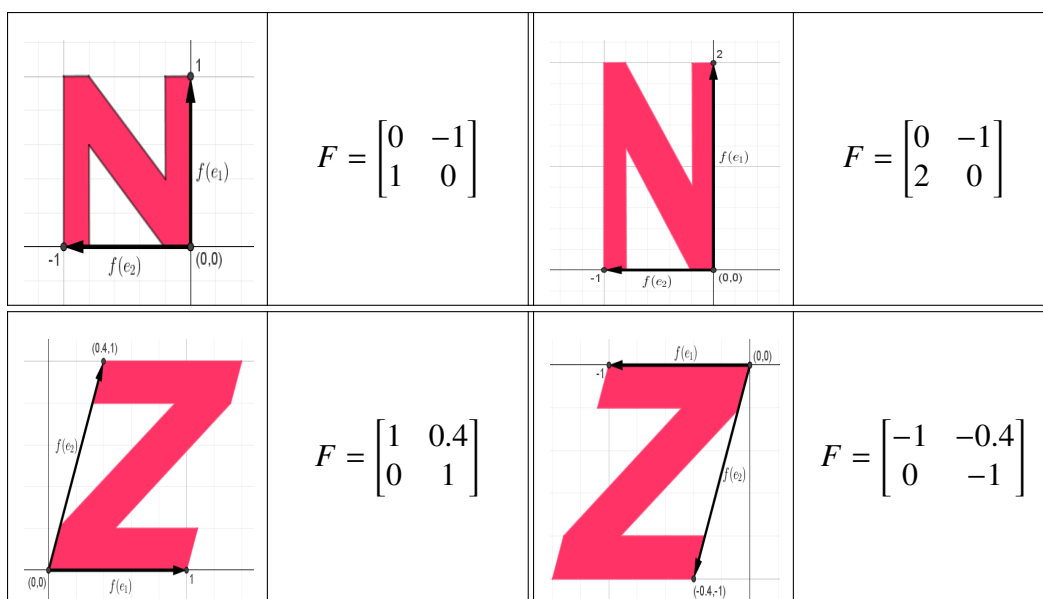 1
f(e₁)
-1
f(e₂)
(0,0)
F = [0 -1
1 0]
2
f(e₁)
-1
f(e₂)
(0,0)
F = [0 -1
2 0]
(0.4,1)
f(e₂)
(0,0)
f(e₁)
1
F = [1 0.4
0 1]
f(e₁)
(0,0)
-1
f(e₂)
(-0.4,-1)
F = [-1 -0.4
0 -1]